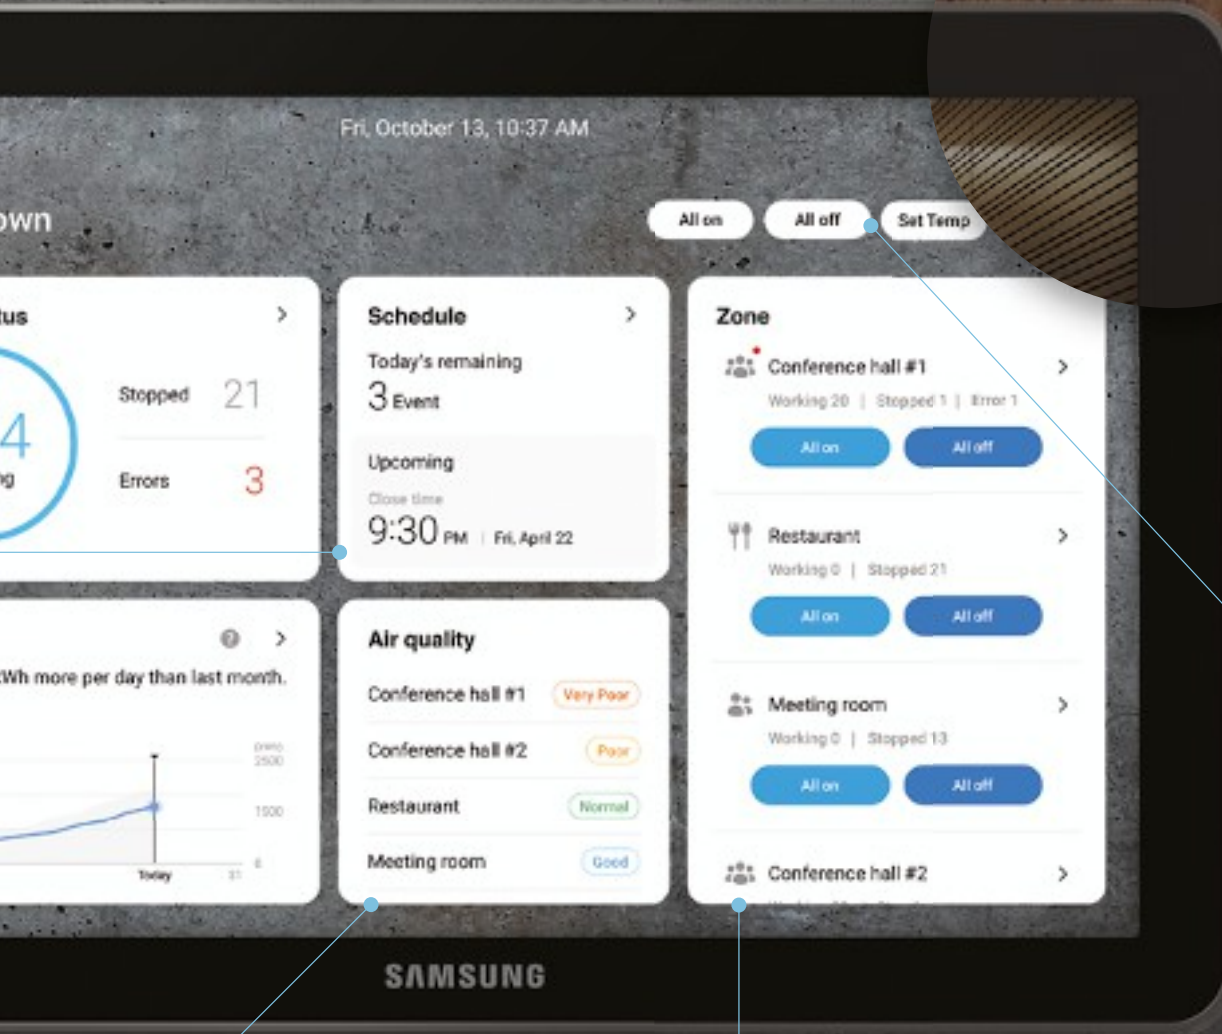 Fri, October 13, 10:37 AM
own
All on
All off
Set Temp
tus
Stopped 21
4
ng
Errors 3
Schedule
Today's remaining
3 Event
Upcoming
Close time
9:30 PM | Fri, April 22
Zone
Conference hall #1
Working 20 | Stopped 1 | Error 1
All on
All off
Restaurant
Working 0 | Stopped 21
All on
All off
Meeting room
Working 0 | Stopped 13
All on
All off
Conference hall #2
?
Wh more per day than last month.
2500
1500
0
Today
31
Air quality
Conference hall #1 Very Poor
Conference hall #2 Poor
Restaurant Normal
Meeting room Good
SAMSUNG